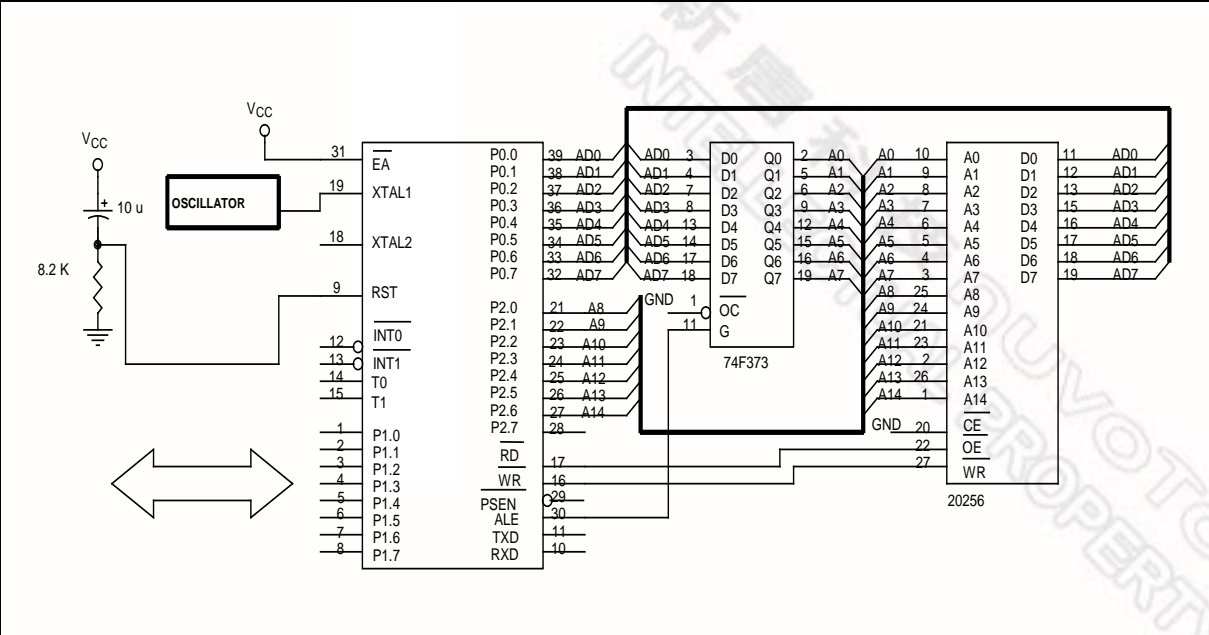 VCC
VCC
10 u
+
8.2 K
OSCILLATOR
31
19
18
9
12
13
14
15
1
2
3
4
5
6
7
8
EA
XTAL1
XTAL2
RST
INT0
INT1
T0
T1
P1.0
P1.1
P1.2
P1.3
P1.4
P1.5
P1.6
P1.7
P0.0 39 AD0
P0.1 38 AD1
P0.2 37 AD2
P0.3 36 AD3
P0.4 35 AD4
P0.5 34 AD5
P0.6 33 AD6
P0.7 32 AD7
P2.0 21 A8
P2.1 22 A9
P2.2 23 A10
P2.3 24 A11
P2.4 25 A12
P2.5 26 A13
P2.6 27 A14
P2.7 28
RD 17
WR 16
PSEN 29
ALE 30
TXD 11
RXD 10
AD0 3 D0 Q0 2 A0
AD1 4 D1 Q1 5 A1
AD2 7 D2 Q2 6 A2
AD3 8 D3 Q3 9 A3
AD4 13 D4 Q4 12 A4
AD5 14 D5 Q5 15 A5
AD6 17 D6 Q6 16 A6
AD7 18 D7 Q7 19 A7
GND 1 OC
11 G
74F373
A0 10 A0 D0 11 AD0
A1 9 A1 D1 12 AD1
A2 8 A2 D2 13 AD2
A3 7 A3 D3 15 AD3
A4 6 A4 D4 16 AD4
A5 5 A5 D5 17 AD5
A6 4 A6 D6 18 AD6
A7 3 A7 D7 19 AD7
A8 25 A8
A9 24 A9
A10 21 A10
A11 23 A11
A12 2 A12
A13 26 A13
A14 1 A14
GND 20 CE
22 OE
27 WR
20256
新唐科
NUVOTO
PROPERTY